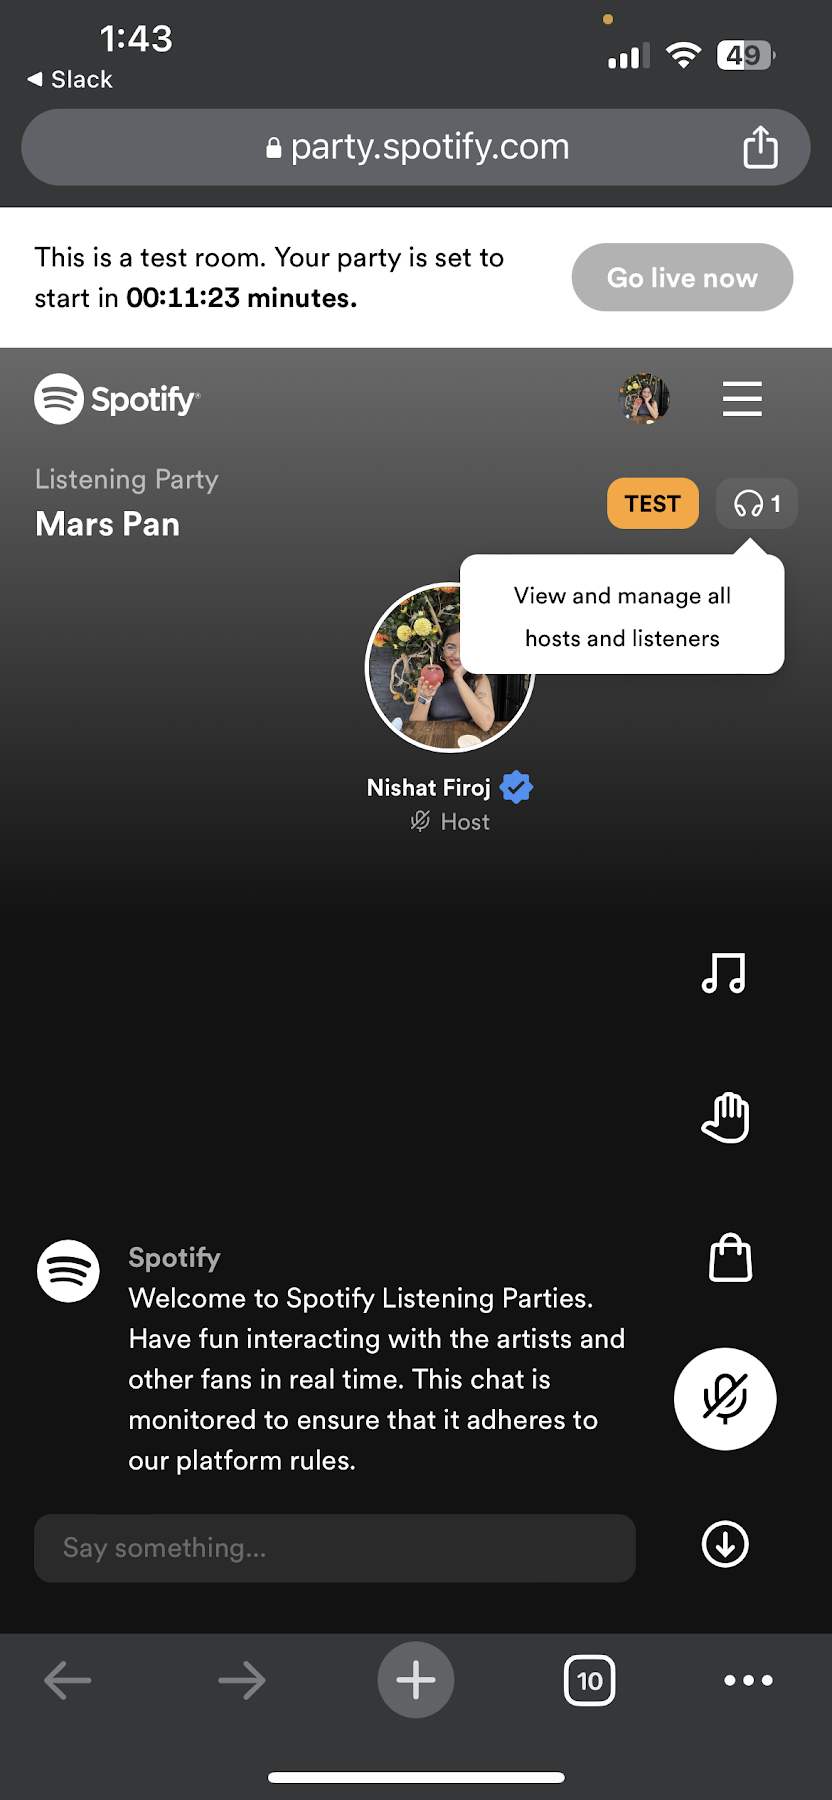 1:43
49
◀ Slack
party.spotify.com
This is a test room. Your party is set to
start in 00:11:23 minutes.
Go live now
Spotify®
Listening Party
Mars Pan
TEST
1
View and manage all
hosts and listeners
Nishat Firoj
Host
Spotify
Welcome to Spotify Listening Parties.
Have fun interacting with the artists and
other fans in real time. This chat is
monitored to ensure that it adheres to
our platform rules.
Say something...
10